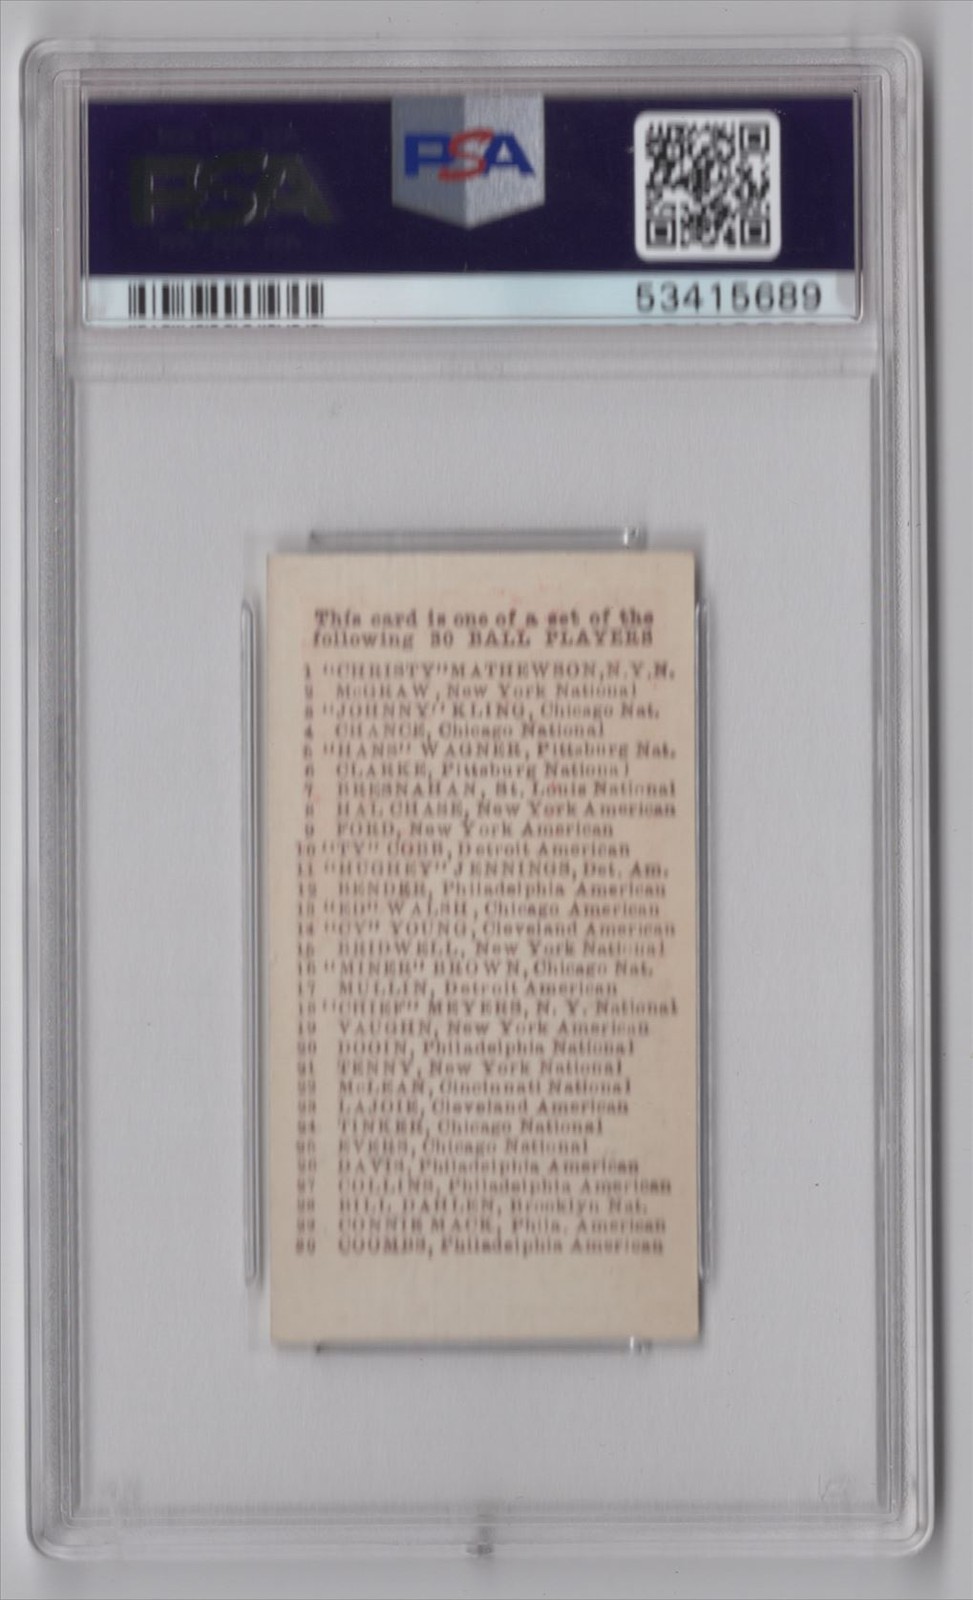 PSA
PSA
53415689
This card is one of a set of the
following 30 BALL PLAYERS
1 "CHRISTY" MATHEWSON, N.Y.N.
2 McGRAW, New York National
3 "JOHNNY" KLING, Chicago Nat.
4 CHANCE, Chicago National
5 "HANS" WAGNER, Pittsburg Nat.
6 CLARKE, Pittsburg National
7 BRESNAHAN, St. Louis National
8 HAL CHASE, New York American
9 FORD, New York American
10 "TY" COBB, Detroit American
11 "HUGHEY" JENNINGS, Det. Am.
12 BENDER, Philadelphia American
13 "ED" WALSH, Chicago American
14 "CY" YOUNG, Cleveland American
15 BRIDWELL, New York National
16 "MINER" BROWN, Chicago Nat.
17 MULLIN, Detroit American
18 "CHIEF" MEYERS, N. Y. National
19 VAUGHN, New York American
20 DOOIN, Philadelphia National
21 TENNY, New York National
22 McLEAN, Cincinnati National
23 LAJOIE, Cleveland American
24 TINKER, Chicago National
25 EVERS, Chicago National
26 DAVIS, Philadelphia American
27 COLLINS, Philadelphia American
28 BILL DAHLEN, Brooklyn Nat.
29 CONNIE MACK, Phila. American
30 COOMBS, Philadelphia American